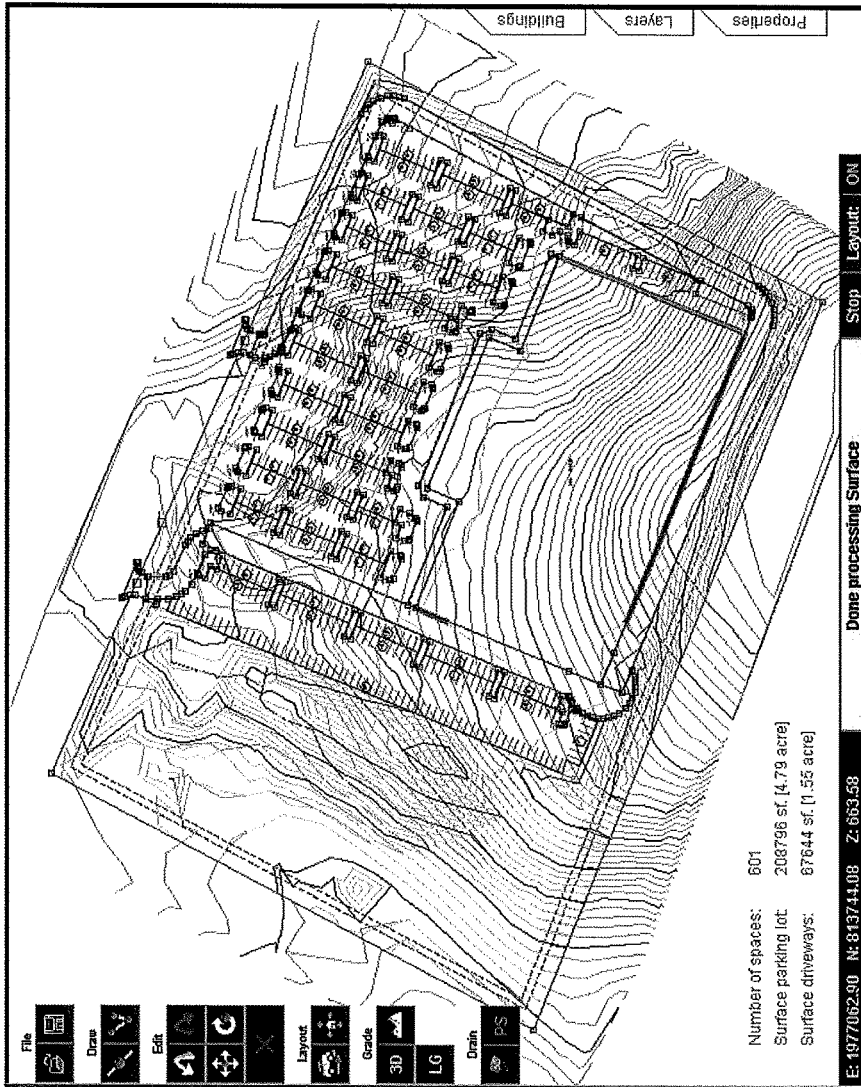 File
Draw
Edit
Layout
Grade
3D
LG
Drain
PS
Buildings
Layers
Properties
Number of spaces: 601
Surface parking lot: 208796 sf. [4.79 acre]
Surface driveways: 67644 sf. [1.55 acre]
E: 1977062.90 N: 813744.08 Z: 663.58
Done processing Surface
Stop
Layout: ON